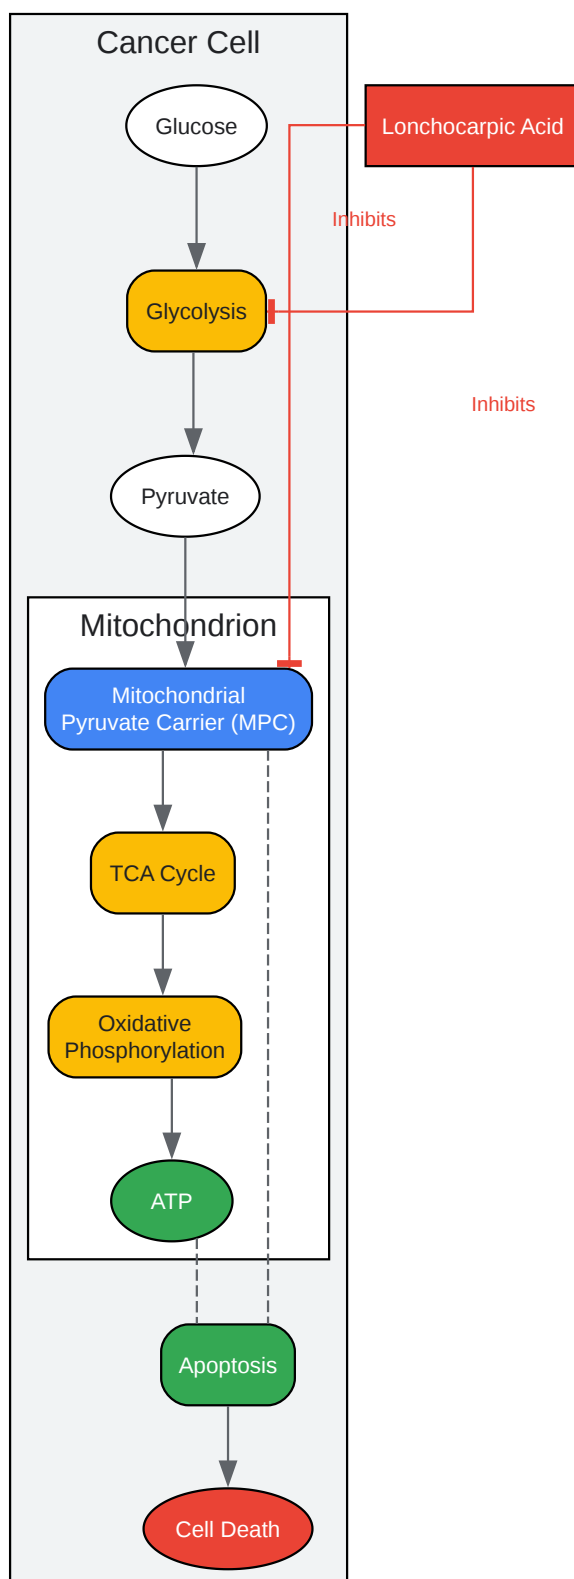 Cancer Cell
Glucose
Lonchocarpic Acid
Inhibits
Glycolysis
Inhibits
Pyruvate
Mitochondrion
Mitochondrial
Pyruvate Carrier (MPC)
TCA Cycle
Oxidative
Phosphorylation
ATP
Apoptosis
Cell Death